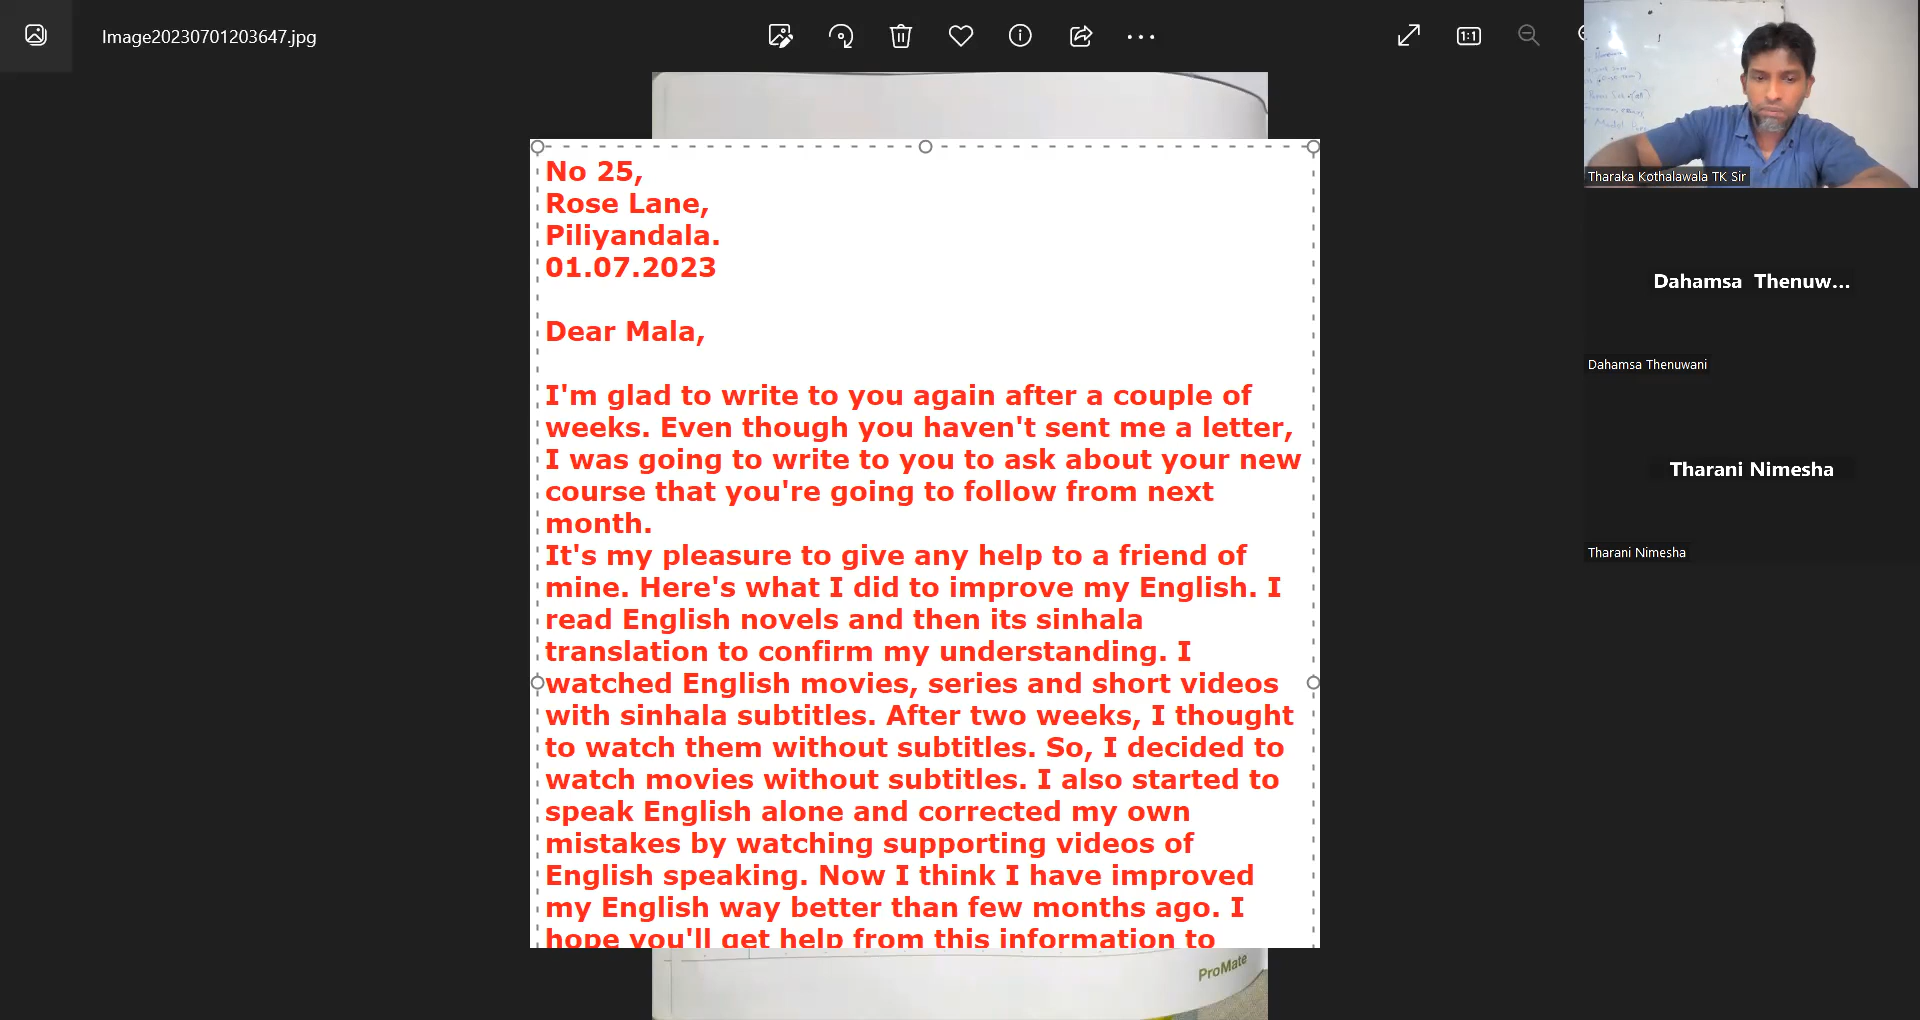 Image20230701203647.jpg
1:1
Tharaka Kothalawala TK Sir
No 25,
Rose Lane,
Piliyandala.
01.07.2023
Dear Mala,
I'm glad to write to you again after a couple of
weeks. Even though you haven't sent me a letter,
I was going to write to you to ask about your new
course that you're going to follow from next
month.
It's my pleasure to give any help to a friend of
mine. Here's what I did to improve my English. I
read English novels and then its sinhala
translation to confirm my understanding. I
watched English movies, series and short videos
with sinhala subtitles. After two weeks, I thought
to watch them without subtitles. So, I decided to
watch movies without subtitles. I also started to
speak English alone and corrected my own
mistakes by watching supporting videos of
English speaking. Now I think I have improved
my English way better than few months ago. I
hope you'll get help from this information to
ProMate
Dahamsa Thenuw...
Dahamsa Thenuwani
Tharani Nimesha
Tharani Nimesha